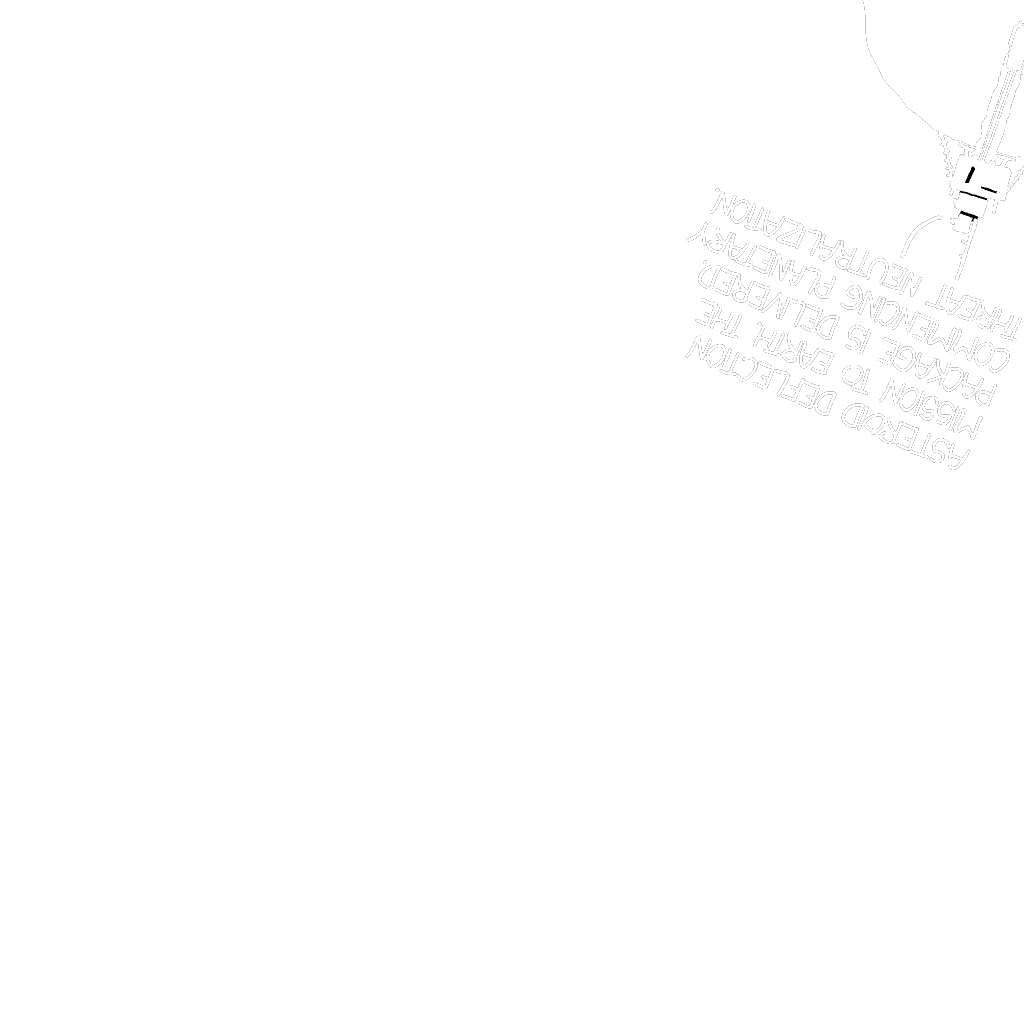 ASTEROID DEFLECTION
MISSION TO EARTH, THE
PACKAGE IS DELIVERED.
COMMENCING PLANETARY
THREAT NEUTRALIZATION.